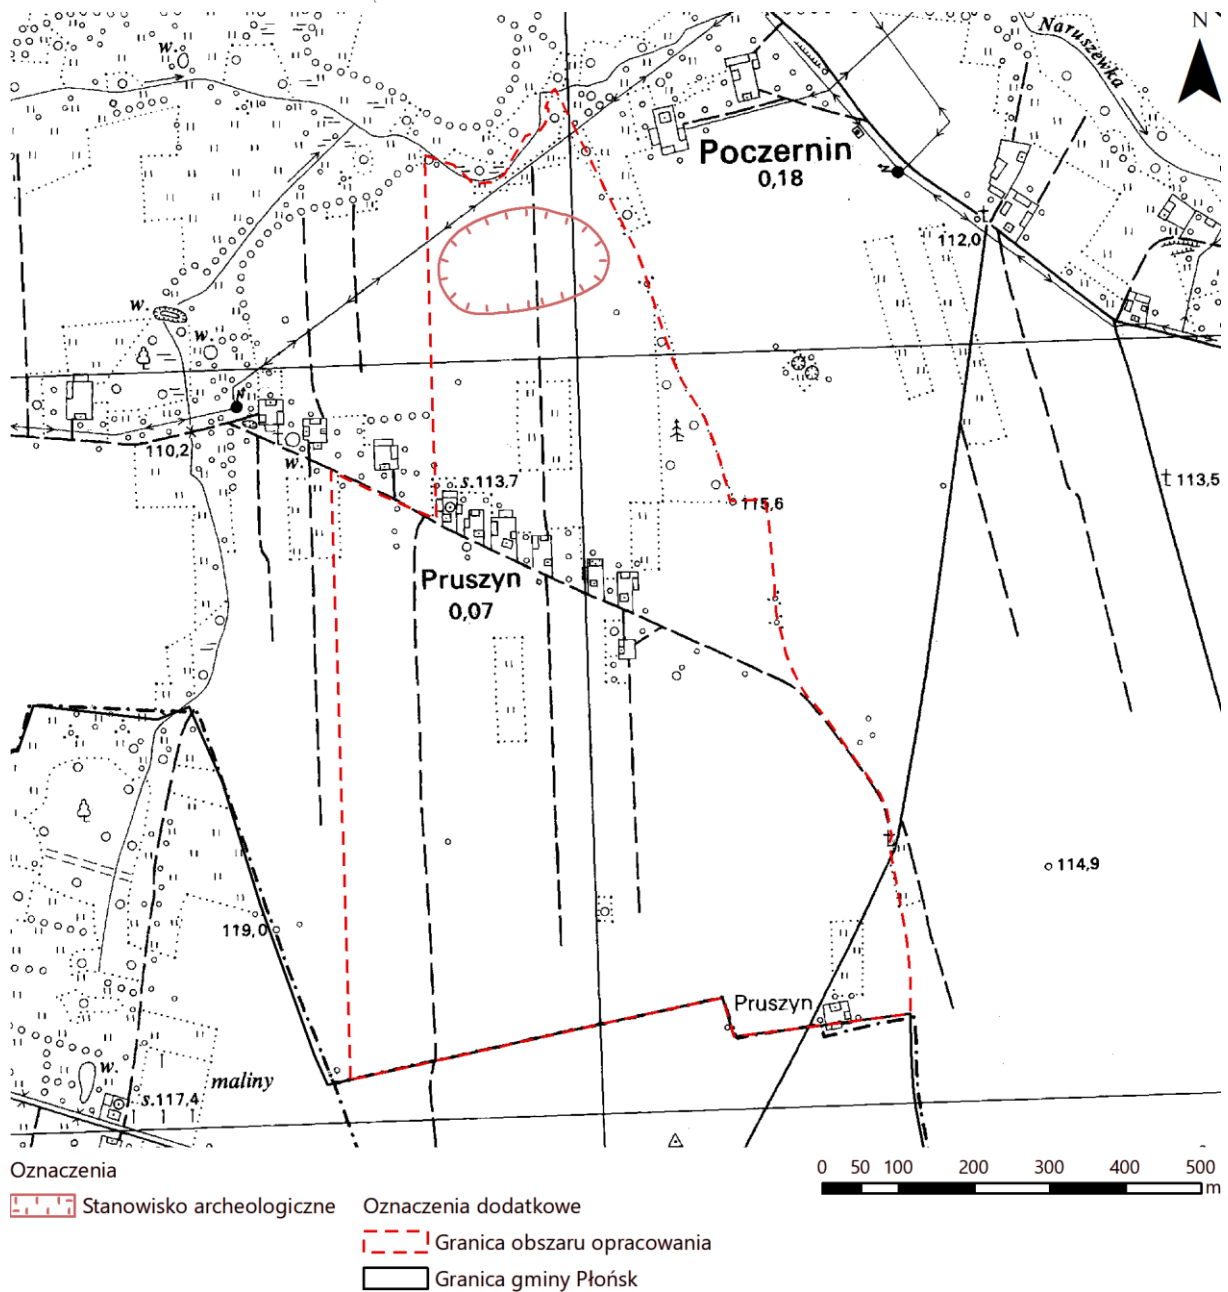 N
Naruszewka
w.
Poczernin
0,18
112,0
w.
w.
110,2
w.
s.113,7
113,5
115,6
Pruszyn
0,07
114,9
119,0
Pruszyn
w.
maliny
s.117,4
Oznaczenia
Stanowisko archeologiczne
Oznaczenia dodatkowe
Granica obszaru opracowania
Granica gminy Płońsk
0 50 100 200 300 400 500
m